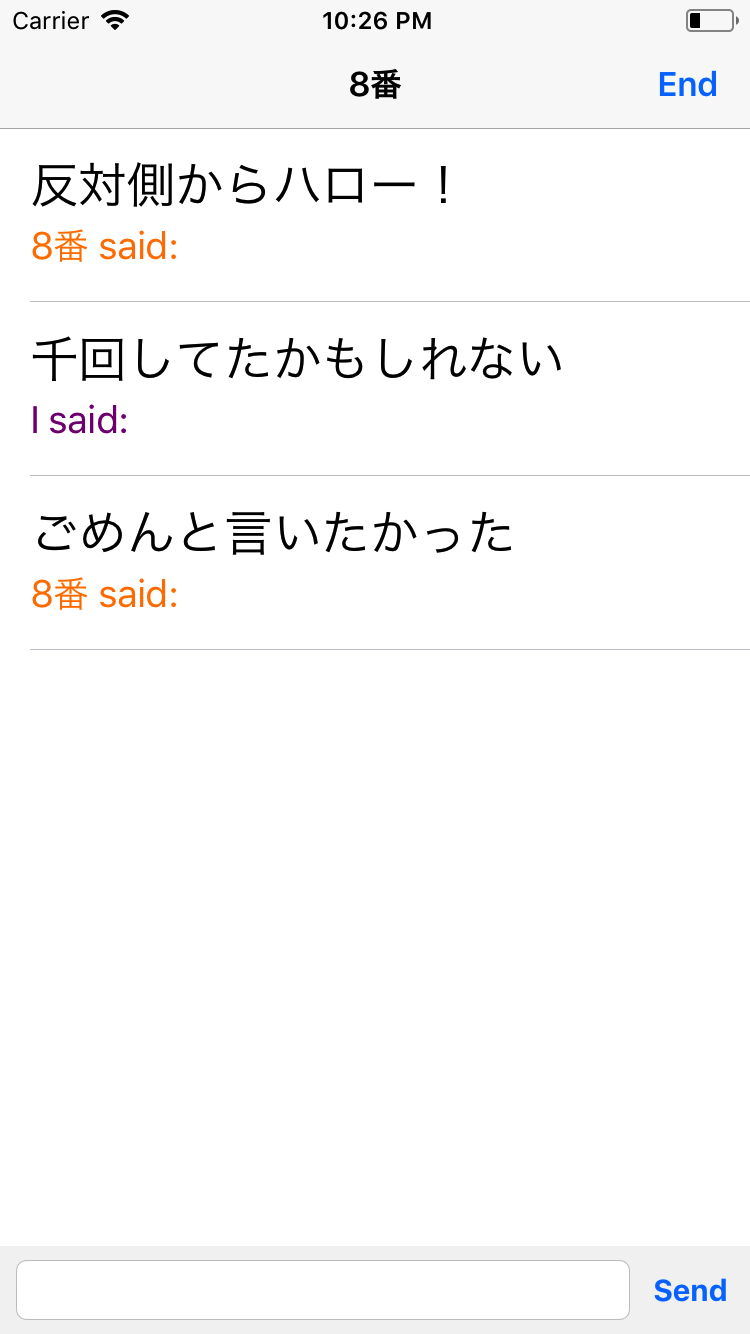 Carrier 10:26 PM
8番 End
反対側からハロー！
8番 said:
千回してたかもしれない
I said:
ごめんと言いたかった
8番 said:
Send